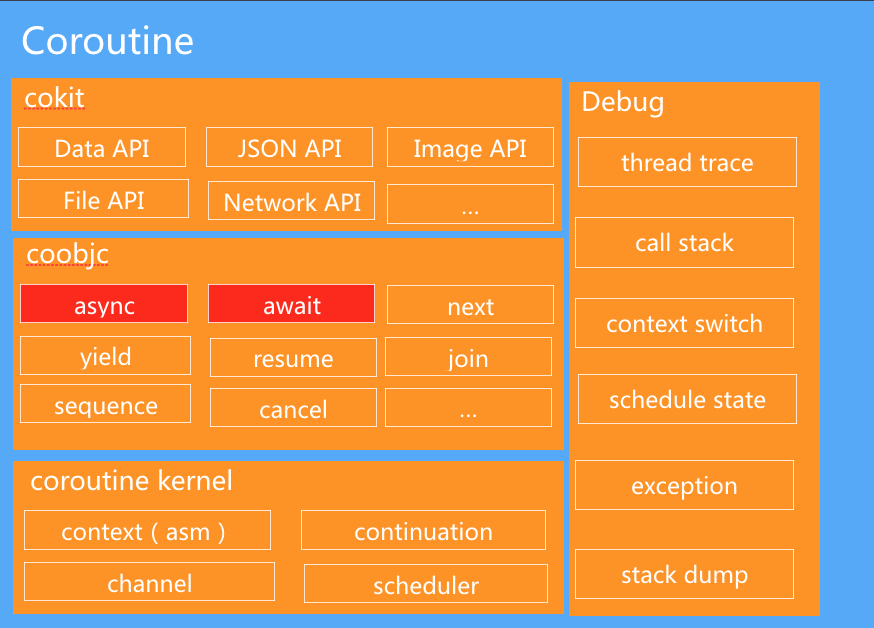 Coroutine
cokit
Data API
JSON API
Image API
File API
Network API
...
coobjc
async
await
next
yield
resume
join
sequence
cancel
...
coroutine kernel
context ( asm )
continuation
channel
scheduler
Debug
thread trace
call stack
context switch
schedule state
exception
stack dump